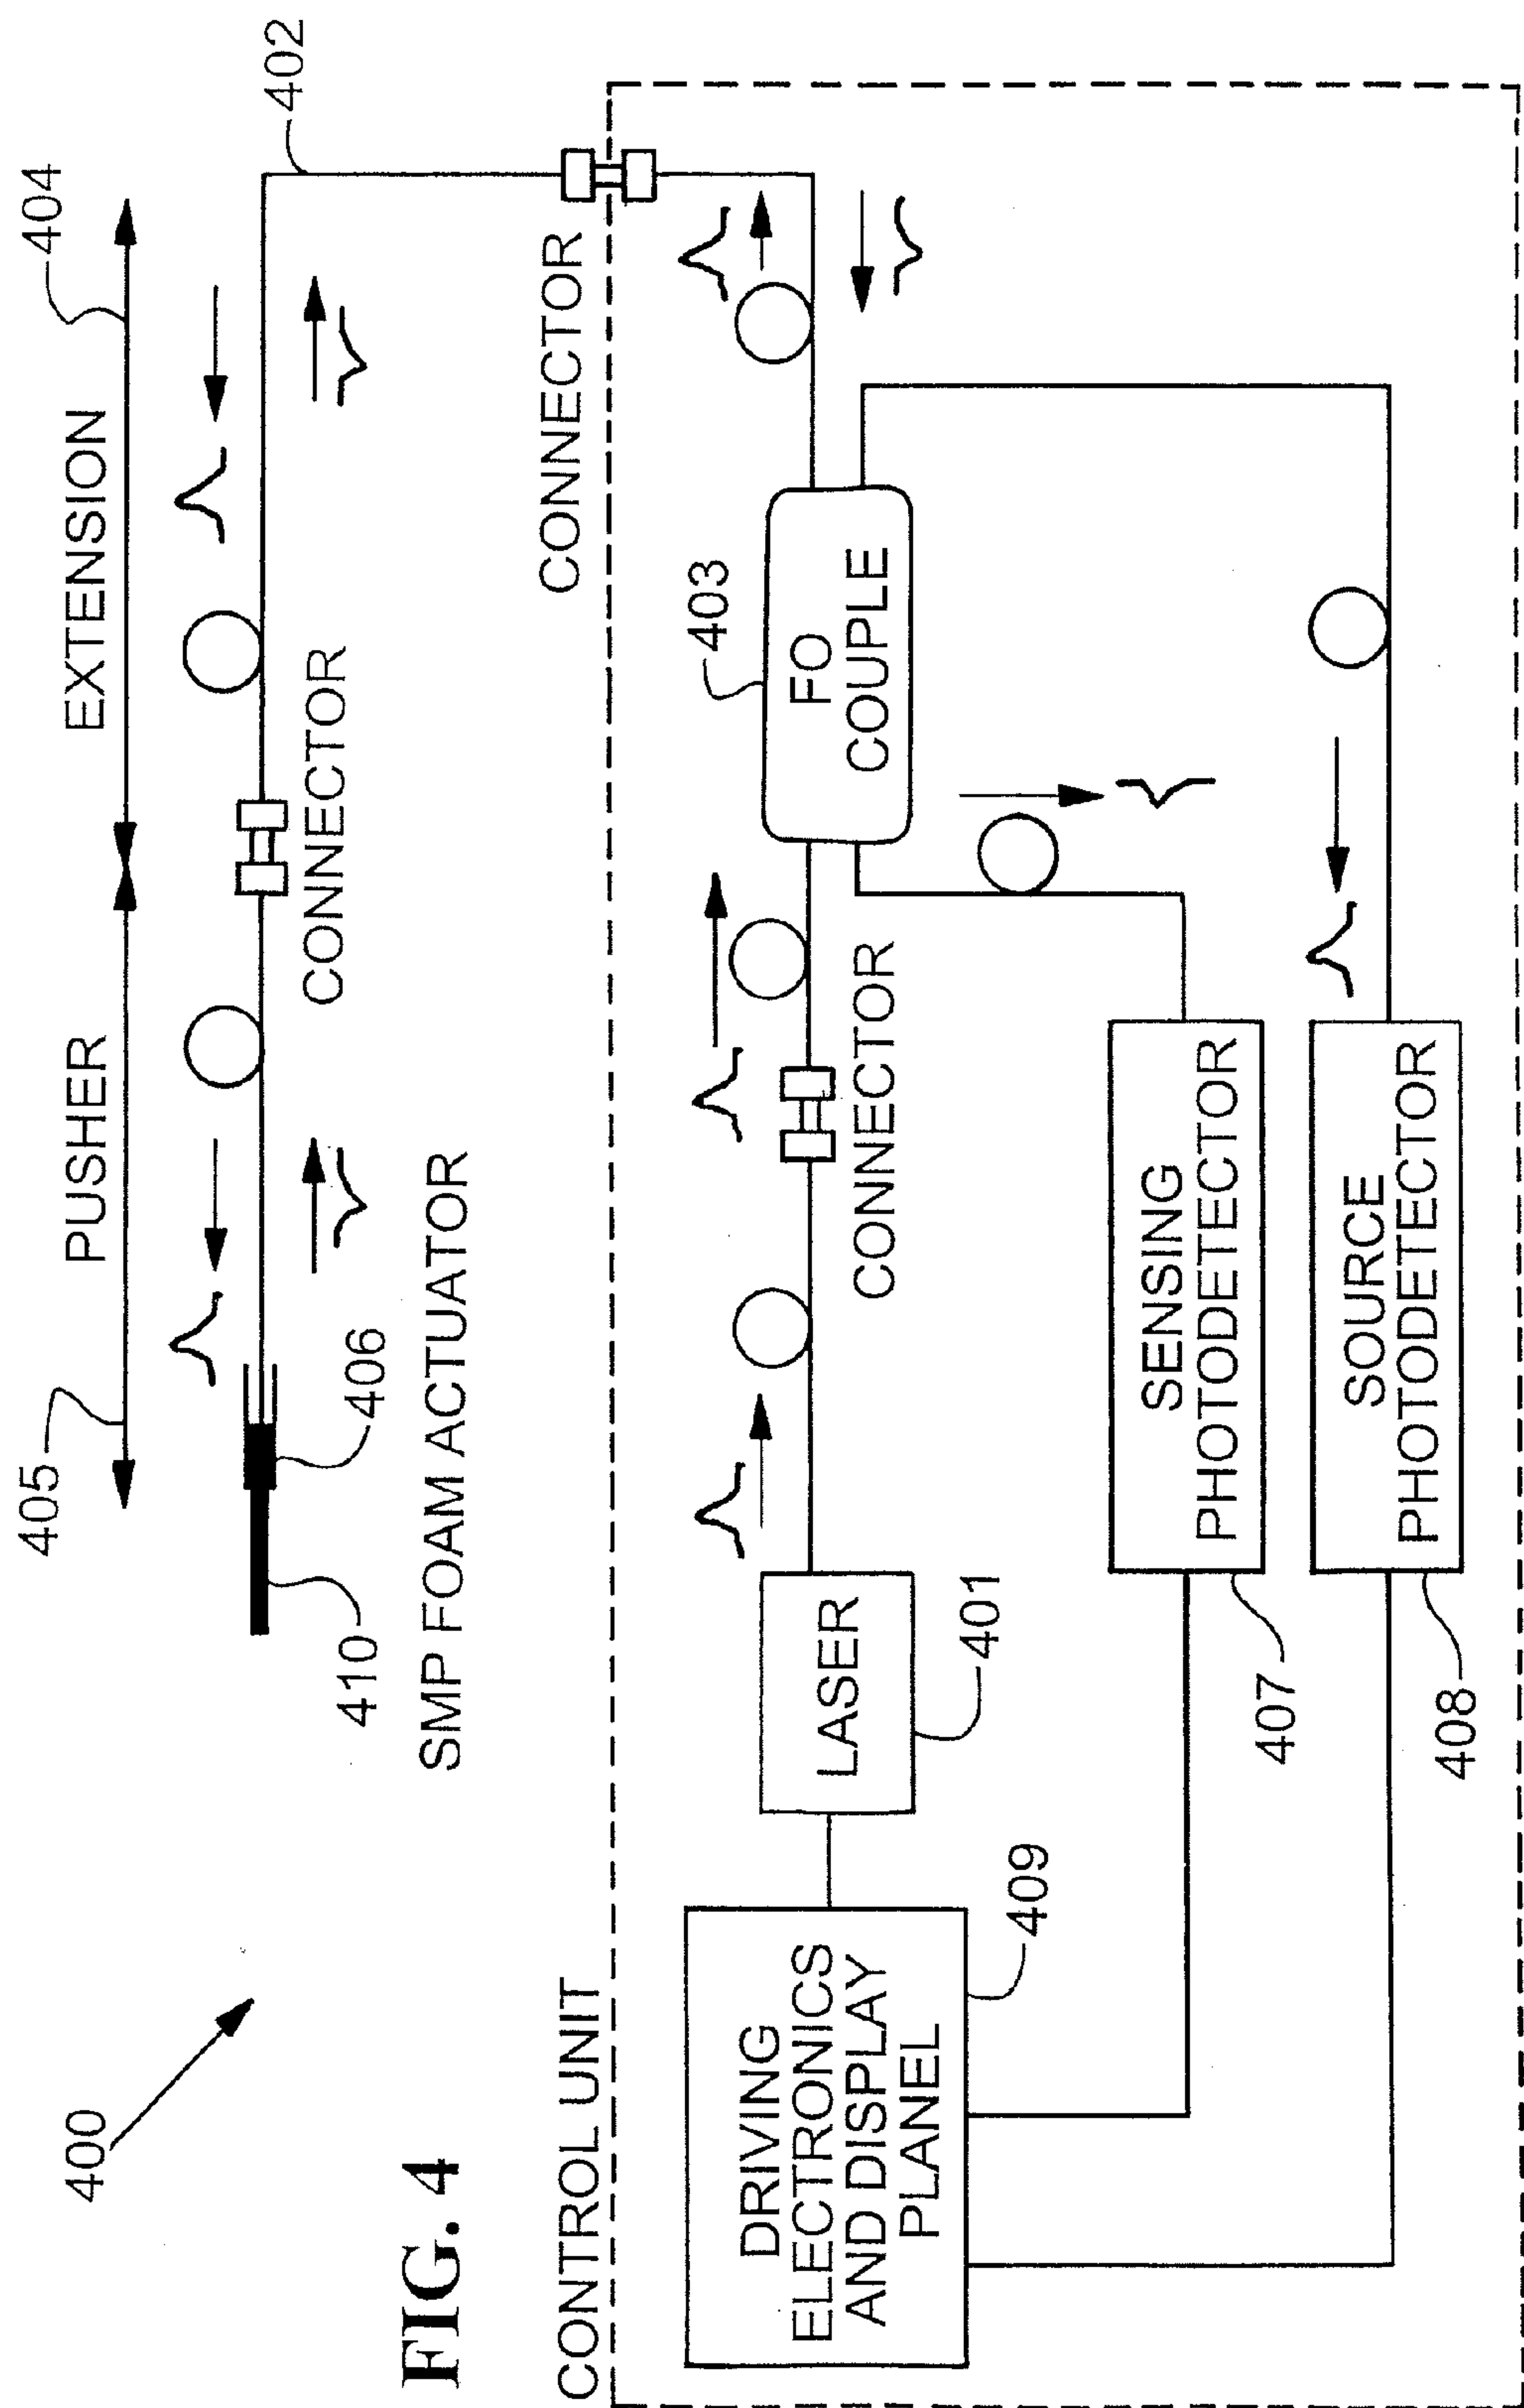 400
FIG. 4
405
PUSHER
EXTENSION
404
402
410
406
SMP FOAM ACTUATOR
CONNECTOR
CONNECTOR
CONTROL UNIT
DRIVING
ELECTRONICS
AND DISPLAY
PLANEL
409
LASER
401
CONNECTOR
403
FO
COUPLE
SENSING
PHOTODETECTOR
407
SOURCE
PHOTODETECTOR
408